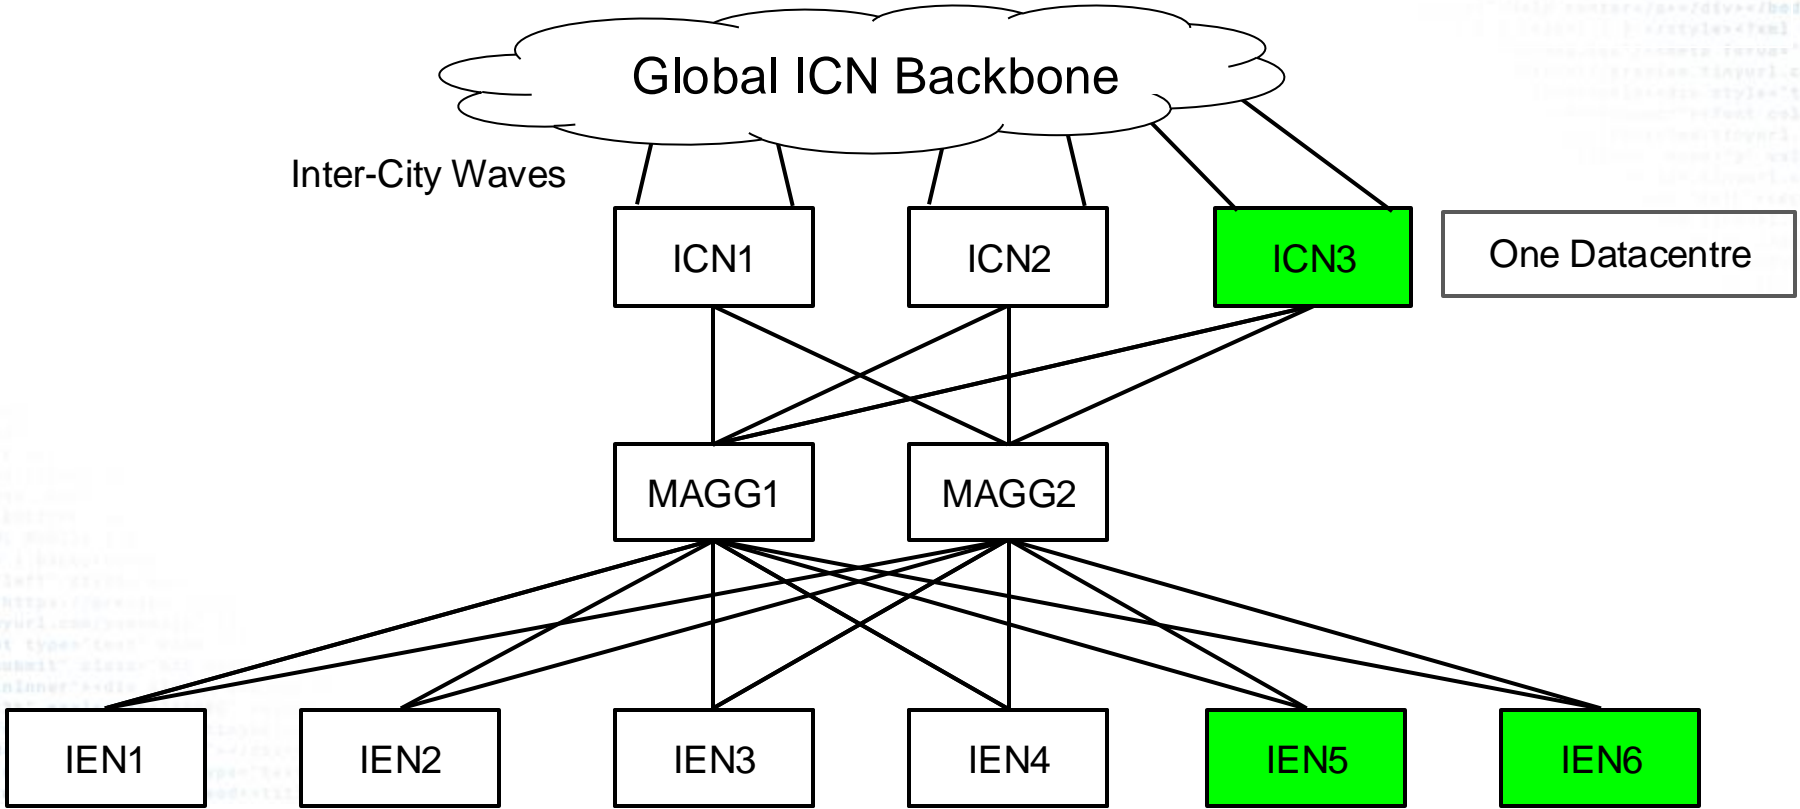 Global ICN Backbone
Inter-City Waves
ICN1
ICN2
ICN3
One Datacentre
MAGG1
MAGG2
IEN1
IEN2
IEN3
IEN4
IEN5
IEN6